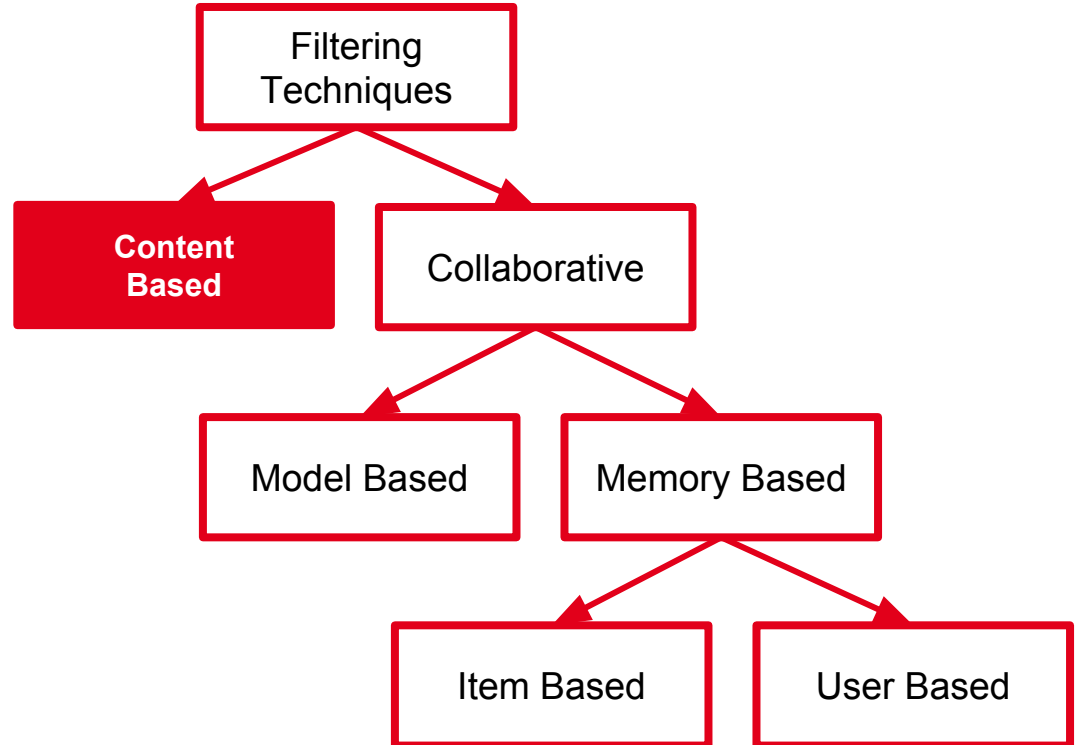 Filtering
Techniques
Content
Based
Collaborative
Model Based
Memory Based
Item Based
User Based